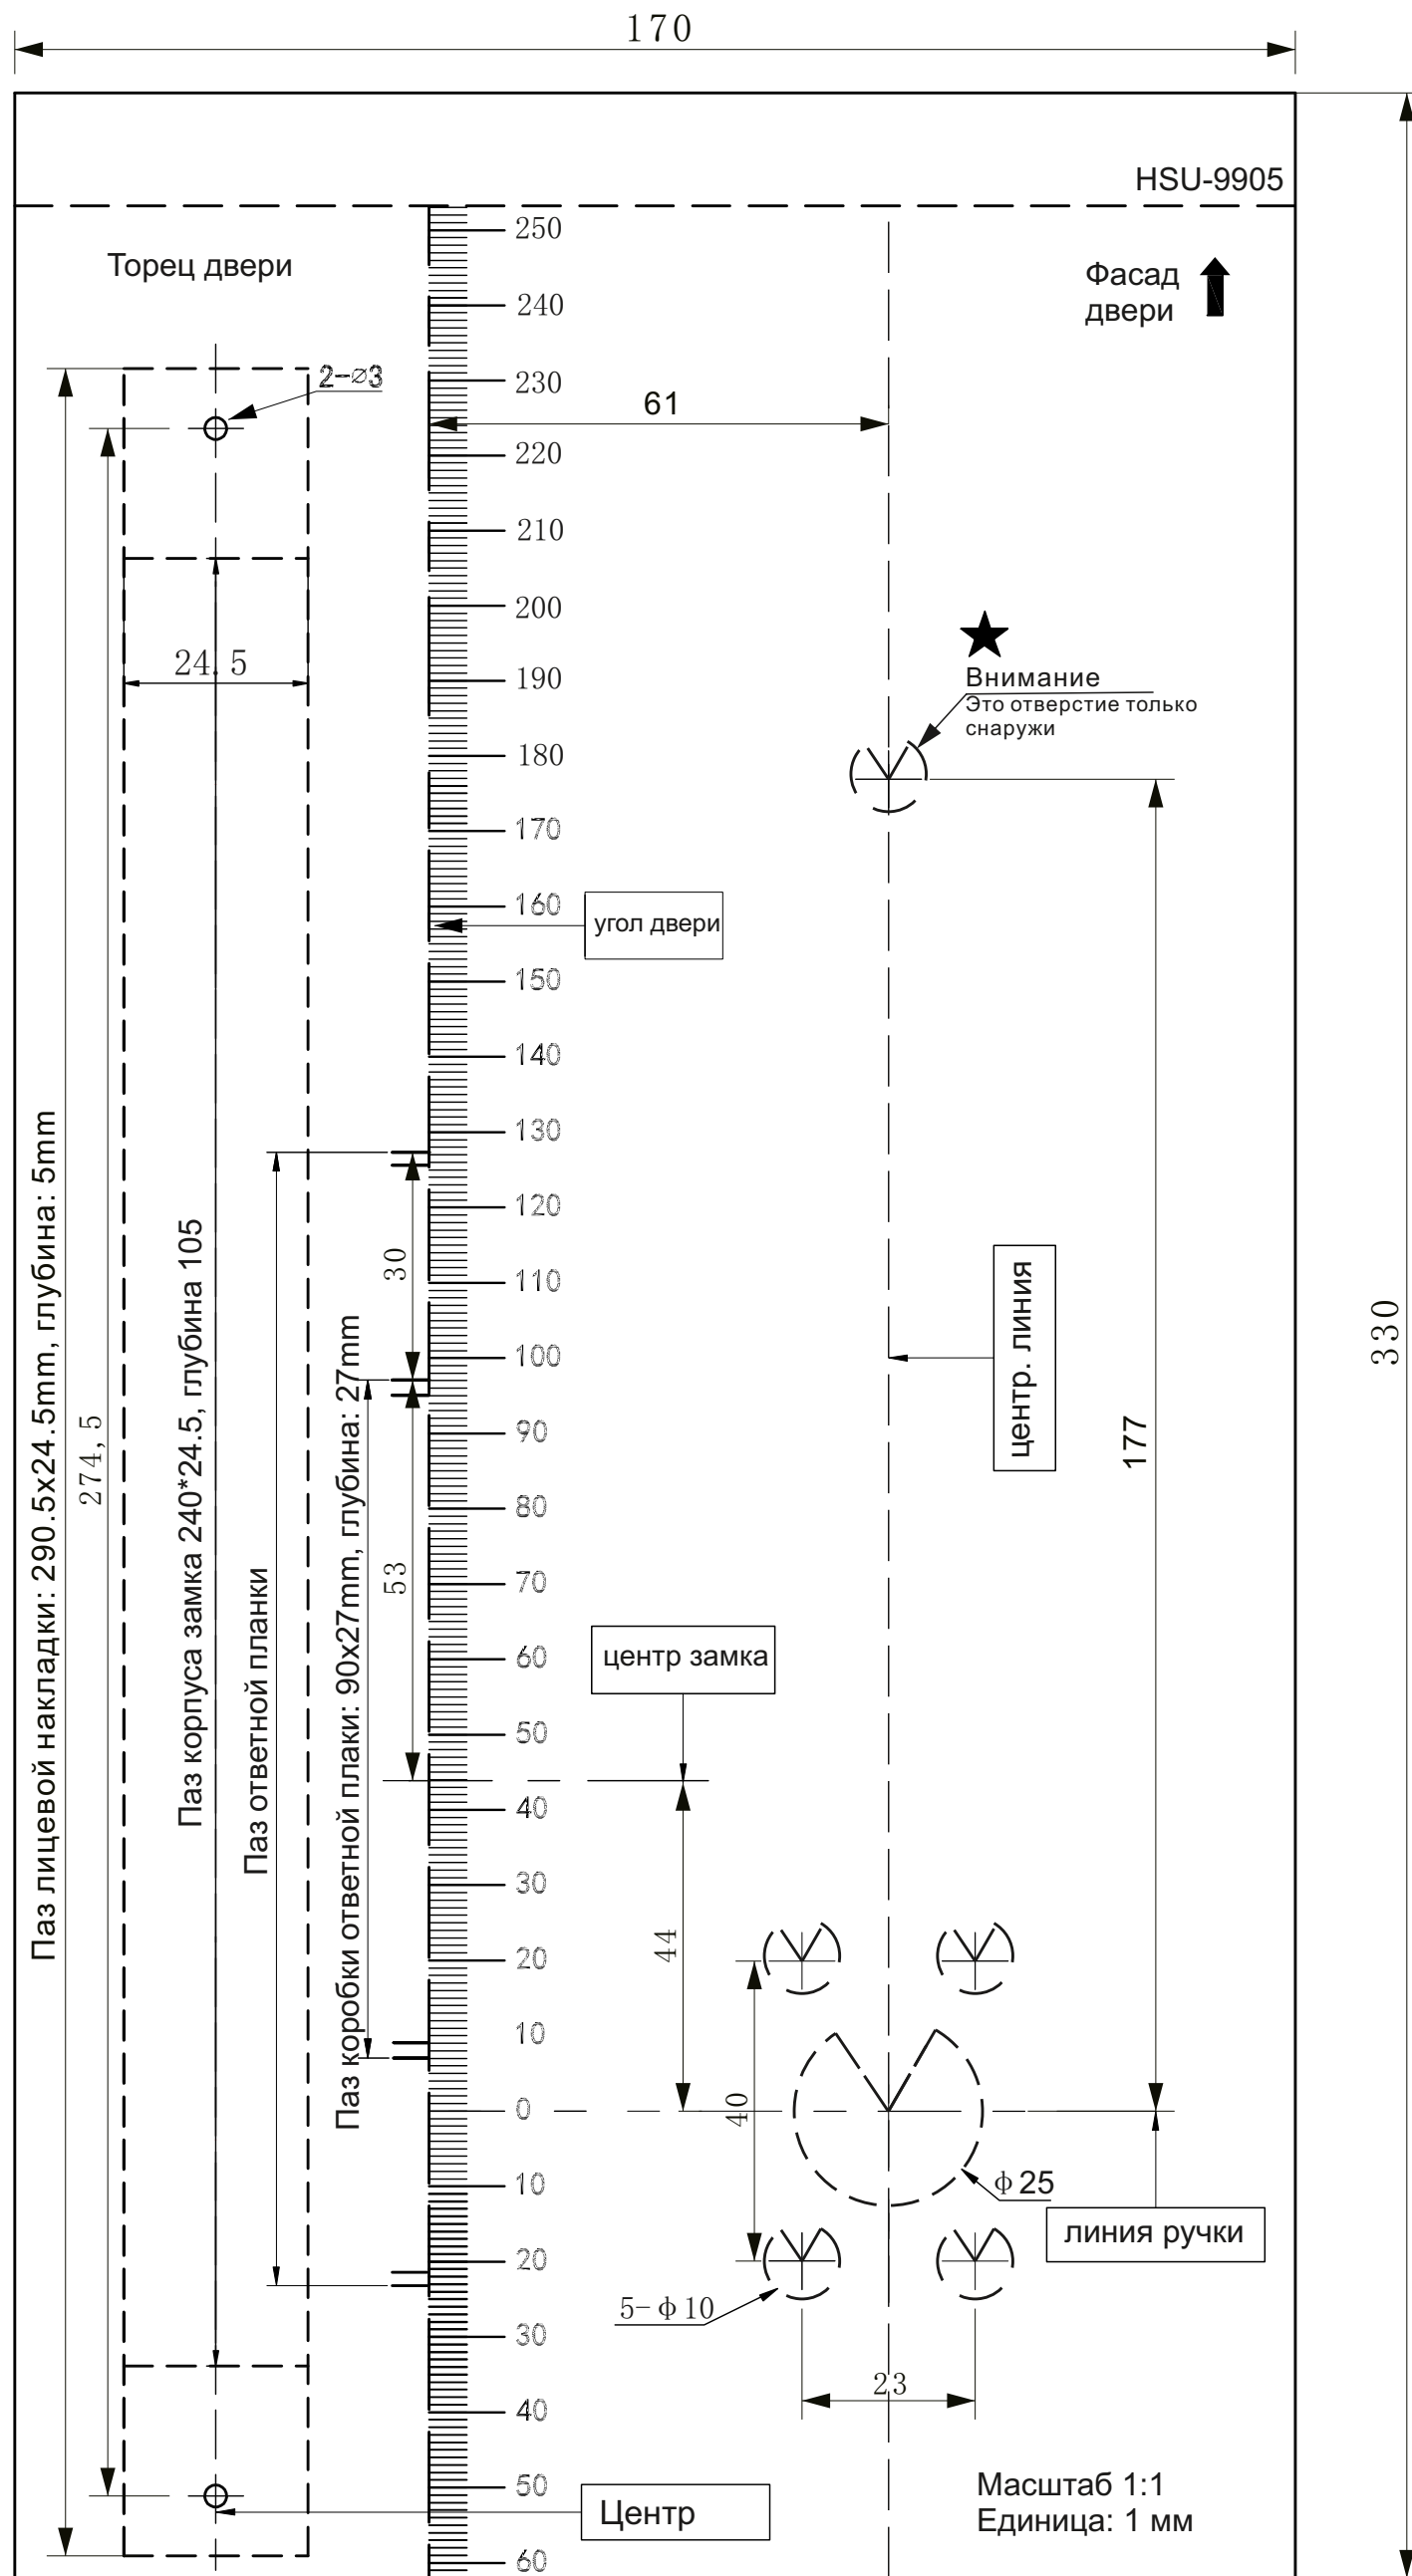 170
HSU-9905
Торец двери
Фасад
двери
250
240
230
220
210
200
190
180
170
160
150
140
130
120
110
100
90
80
70
60
50
40
30
20
10
0
10
20
30
40
50
60
2-⌀3
61
24.5
Внимание
Это отверстие только
снаружи
угол двери
Паз лицевой накладки: 290.5x24.5mm, глубина: 5mm
274,5
Паз корпуса замка 240*24.5, глубина 105
Паз ответной планки
Паз коробки ответной плаки: 90x27mm, глубина: 27mm
30
53
центр. линия
177
330
центр замка
44
40
ϕ 25
линия ручки
5-ϕ 10
23
Центр
Масштаб 1:1
Единица: 1 мм